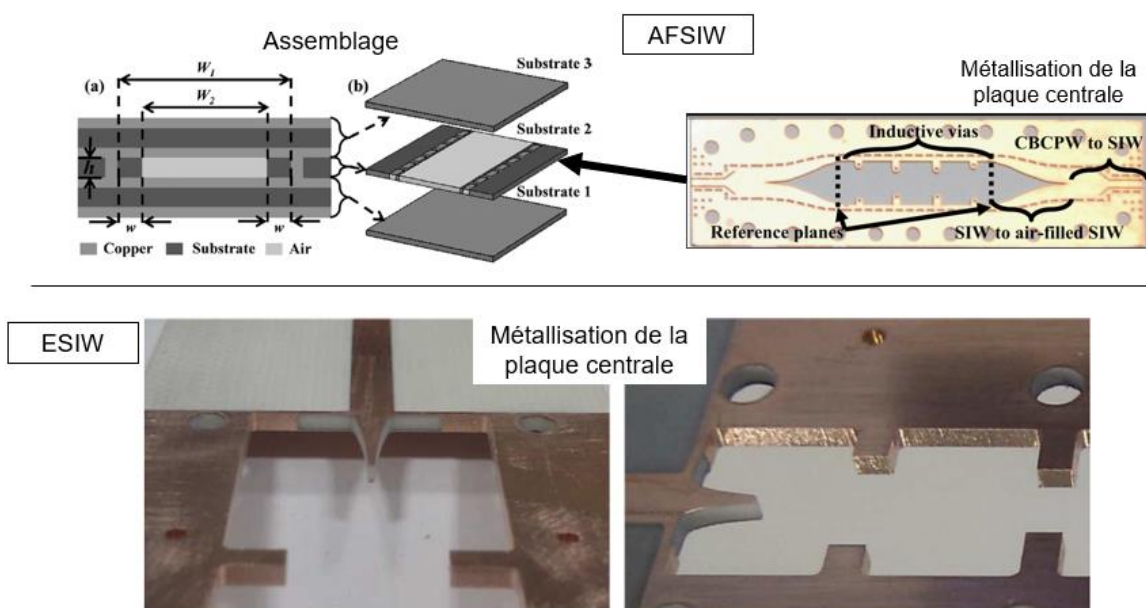 Assemblage
AFSIW
(a)
W1
W2
h
w
w
Copper
Substrate
Air
(b)
Substrate 3
Substrate 2
Substrate 1
Métallisation de la
plaque centrale
Inductive vias
CBCPW to SIW
Reference planes
SIW to air-filled SIW
ESIW
Métallisation de la
plaque centrale